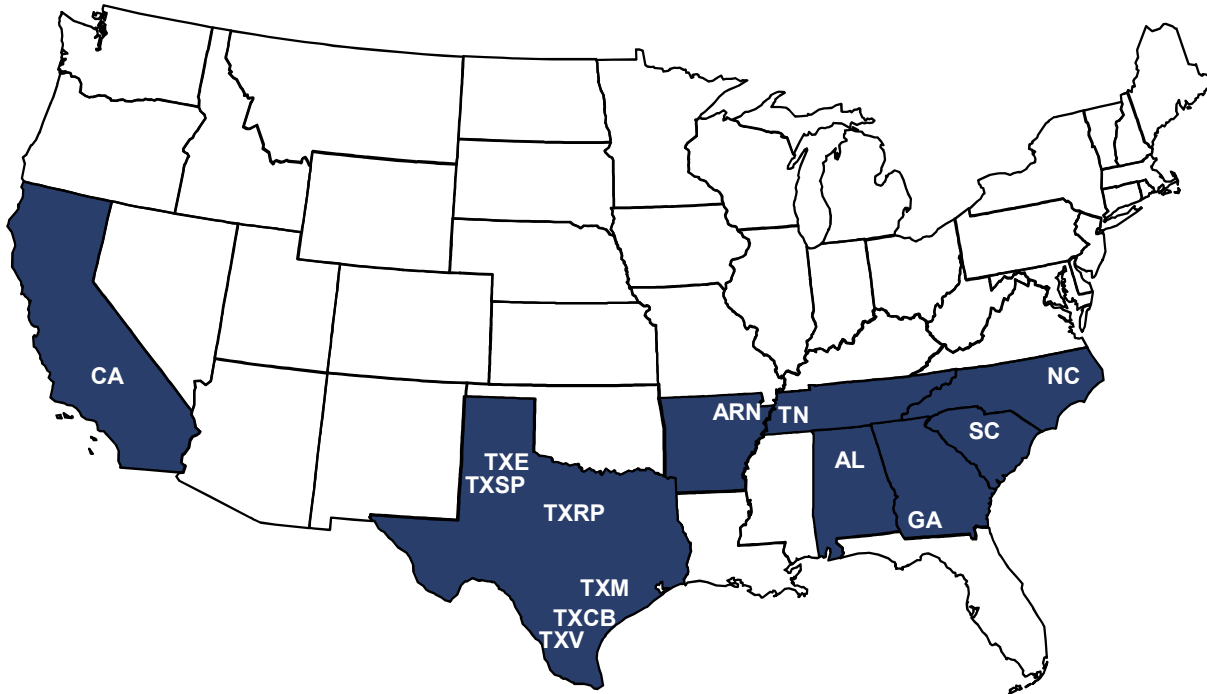 CA
NC
ARN
TN
SC
TXE
AL
TXSP
TXRP
GA
TXM
TXCB
TXV